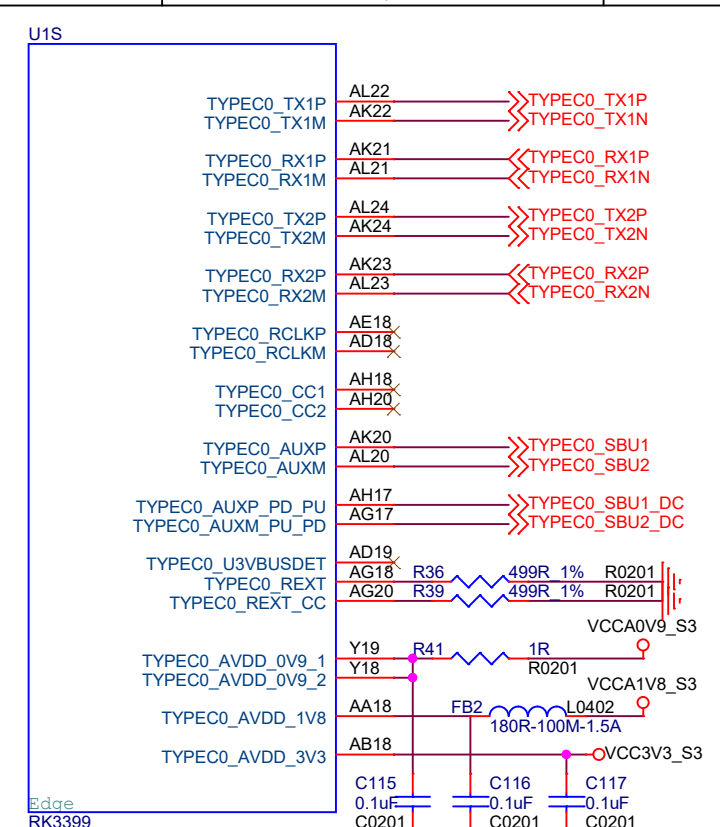 U1S
TYPEC0_TX1P AL22 TYPEC0_TX1P
TYPEC0_TX1M AK22 TYPEC0_TX1N
TYPEC0_RX1P AK21 TYPEC0_RX1P
TYPEC0_RX1M AL21 TYPEC0_RX1N
TYPEC0_TX2P AL24 TYPEC0_TX2P
TYPEC0_TX2M AK24 TYPEC0_TX2N
TYPEC0_RX2P AK23 TYPEC0_RX2P
TYPEC0_RX2M AL23 TYPEC0_RX2N
TYPEC0_RCLKP AE18
TYPEC0_RCLKM AD18
TYPEC0_CC1 AH18
TYPEC0_CC2 AH20
TYPEC0_AUXP AK20 TYPEC0_SBU1
TYPEC0_AUXM AL20 TYPEC0_SBU2
TYPEC0_AUXP_PD_PU AH17 TYPEC0_SBU1_DC
TYPEC0_AUXM_PU_PD AG17 TYPEC0_SBU2_DC
TYPEC0_U3VBUSDET AD19
TYPEC0_REXT AG18 R36 499R_1% R0201
TYPEC0_REXT_CC AG20 R39 499R_1% R0201
VCCA0V9_S3
TYPEC0_AVDD_0V9_1 Y19 R41 1R
TYPEC0_AVDD_0V9_2 Y18 R0201
VCCA1V8_S3
TYPEC0_AVDD_1V8 AA18 FB2 L0402
180R-100M-1.5A
TYPEC0_AVDD_3V3 AB18 VCC3V3_S3
C115 C116 C117
0.1uF 0.1uF 0.1uF
Edge
RK3399 C0201 C0201 C0201